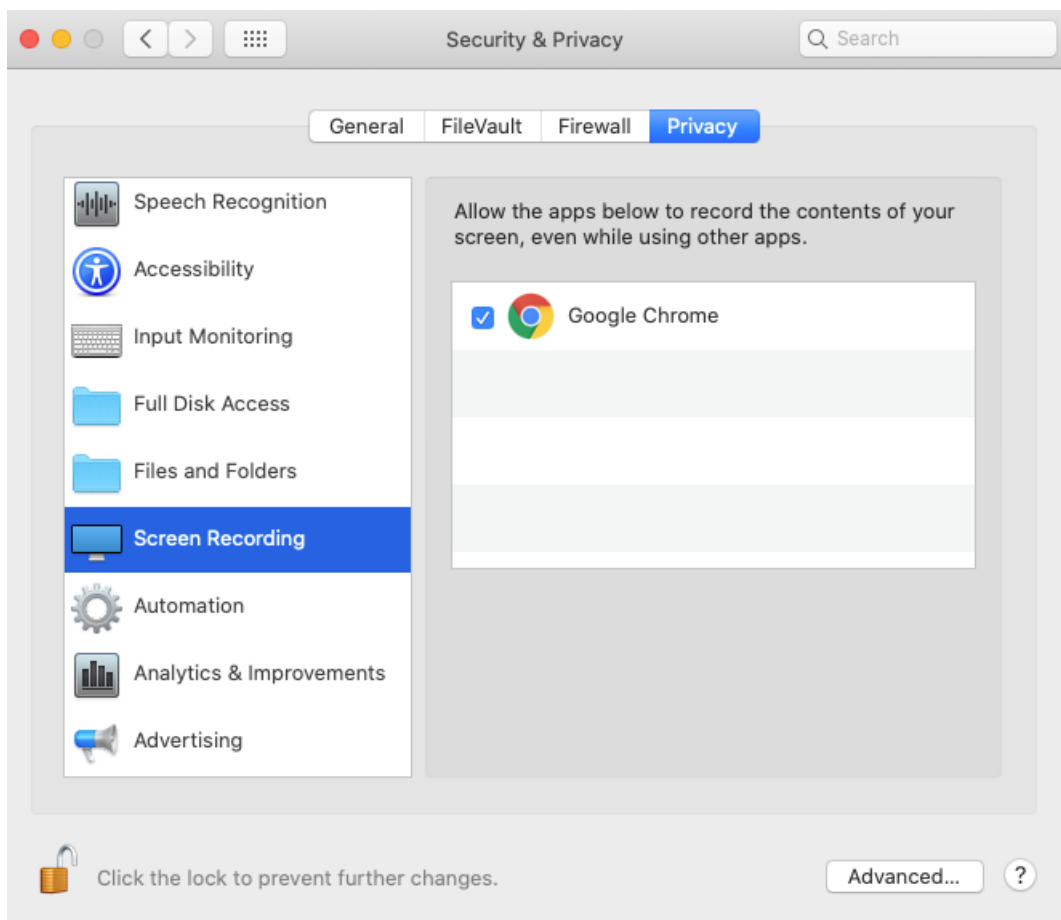 Security & Privacy
Search
General
FileVault
Firewall
Privacy
Speech Recognition
Accessibility
Input Monitoring
Full Disk Access
Files and Folders
Screen Recording
Automation
Analytics & Improvements
Advertising
Allow the apps below to record the contents of your
screen, even while using other apps.
Google Chrome
Click the lock to prevent further changes.
Advanced...
?